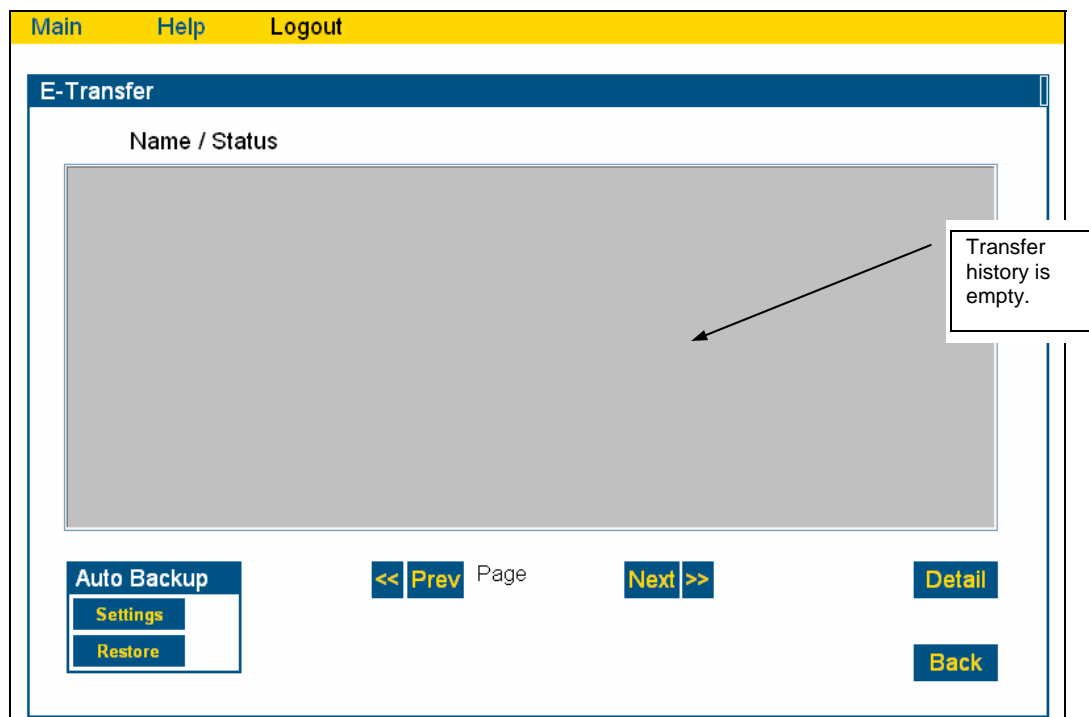 Main Help Logout
E-Transfer
Name / Status
Transfer
history is
empty.
Auto Backup
<< Prev Page Next >>
Detail
Settings
Restore
Back